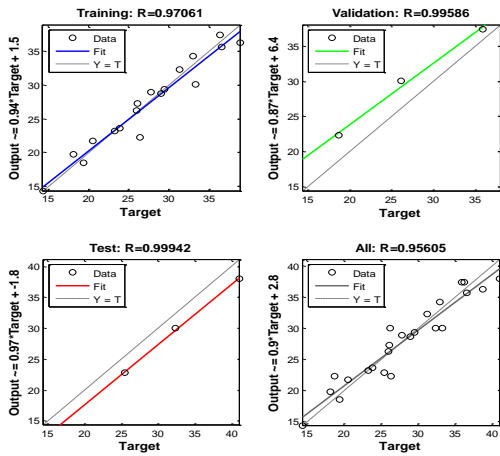 Training: R=0.97061
Output ~= 0.94*Target + 1.5
35
30
25
20
15
Data
Fit
Y = T
15 20 25 30 35
Target
Validation: R=0.99586
Output ~= 0.87*Target + 6.4
35
30
25
20
15
Data
Fit
Y = T
15 20 25 30 35
Target
Test: R=0.99942
Output ~= 0.97*Target + -1.8
40
35
30
25
20
15
Data
Fit
Y = T
15 20 25 30 35 40
Target
All: R=0.95605
Output ~= 0.9*Target + 2.8
40
35
30
25
20
15
Data
Fit
Y = T
15 20 25 30 35 40
Target